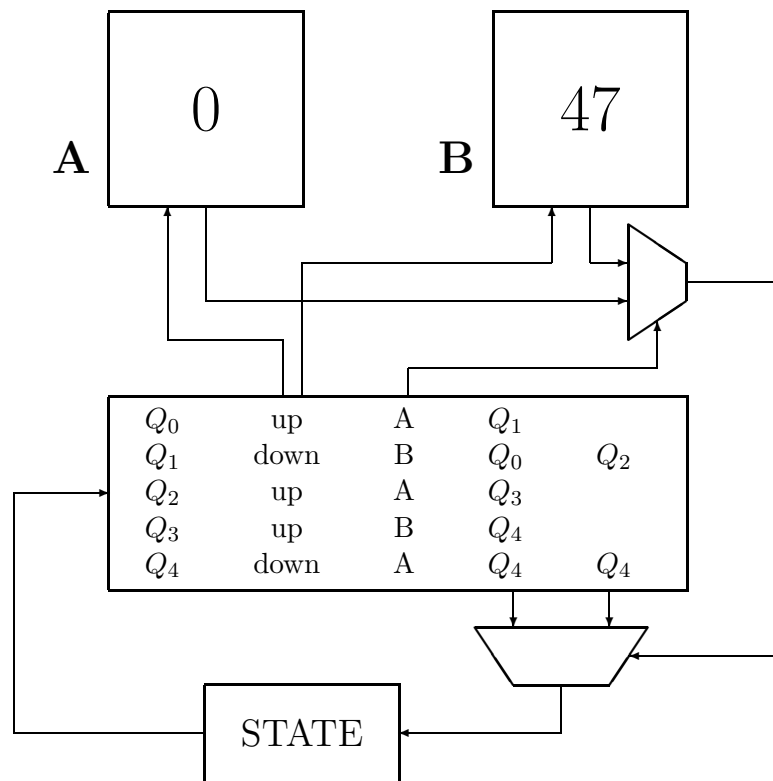 0
47
A
B
Q₀ up A Q₁
Q₁ down B Q₀ Q₂
Q₂ up A Q₃
Q₃ up B Q₄
Q₄ down A Q₄ Q₄
STATE